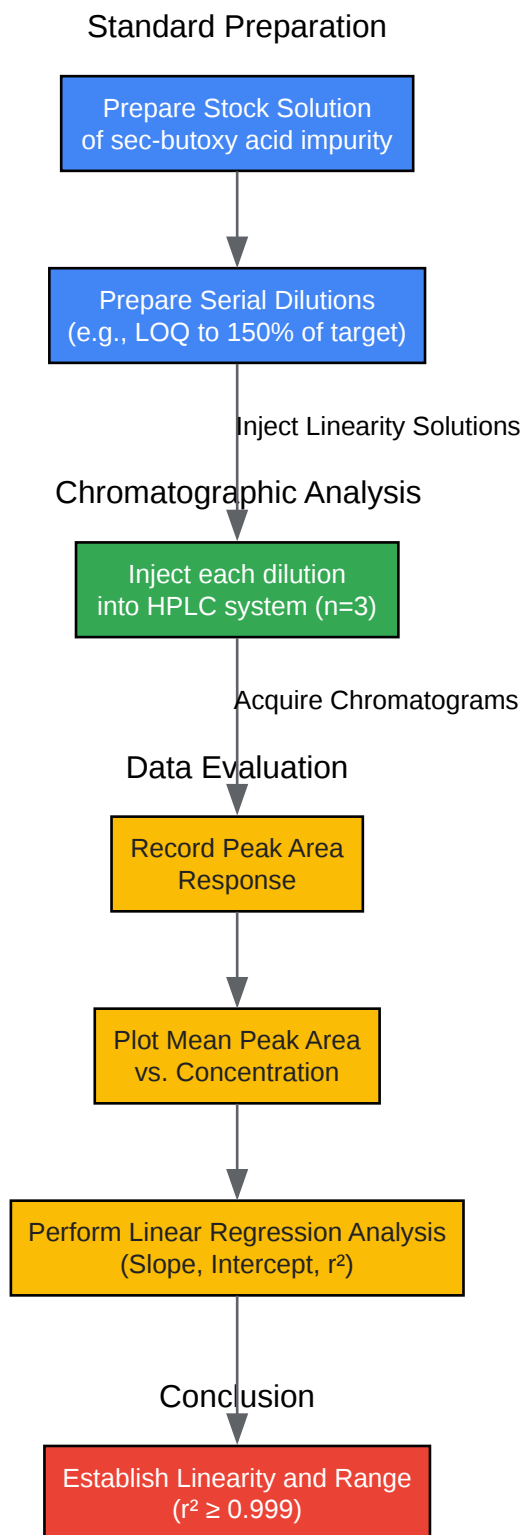 Standard Preparation
Prepare Stock Solution
of sec-butoxy acid impurity
Prepare Serial Dilutions
(e.g., LOQ to 150% of target)
Inject Linearity Solutions
Chromatographic Analysis
Inject each dilution
into HPLC system (n=3)
Acquire Chromatograms
Data Evaluation
Record Peak Area
Response
Plot Mean Peak Area
vs. Concentration
Perform Linear Regression Analysis
(Slope, Intercept, r²)
Conclusion
Establish Linearity and Range
(r² ≥ 0.999)